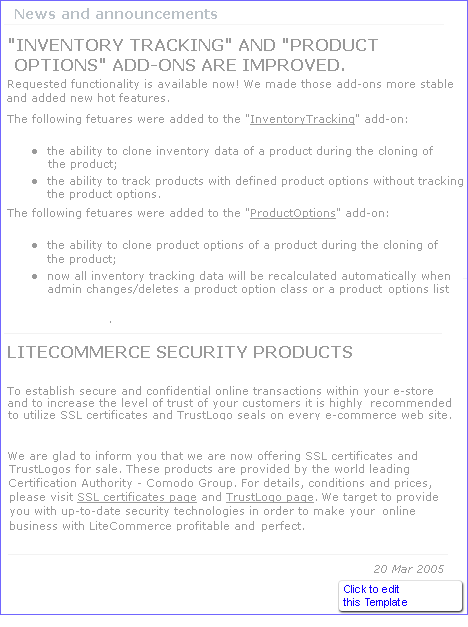 News and announcements
"INVENTORY TRACKING" AND "PRODUCT
OPTIONS" ADD-ONS ARE IMPROVED.
Requested functionality is available now! We made those add-ons more stable
and added new hot features.
The following fetuares were added to the "InventoryTracking" add-on:
• the ability to clone inventory data of a product during the cloning of
the product;
• the ability to track products with defined product options without tracking
the product options.
The following fetuares were added to the "ProductOptions" add-on:
• the ability to clone product options of a product during the cloning of
the product;
• now all inventory tracking data will be recalculated automatically when
admin changes/deletes a product option class or a product options list
.
LITECOMMERCE SECURITY PRODUCTS
To establish secure and confidential online transactions within your e-store
and to increase the level of trust of your customers it is highly recommended
to utilize SSL certificates and TrustLogo seals on every e-commerce web site.
We are glad to inform you that we are now offering SSL certificates and
TrustLogos for sale. These products are provided by the world leading
Certification Authority - Comodo Group. For details, conditions and prices,
please visit SSL certificates page and TrustLogo page. We target to provide
you with up-to-date security technologies in order to make your online
business with LiteCommerce profitable and perfect.
20 Mar 2005
Click to edit
this Template